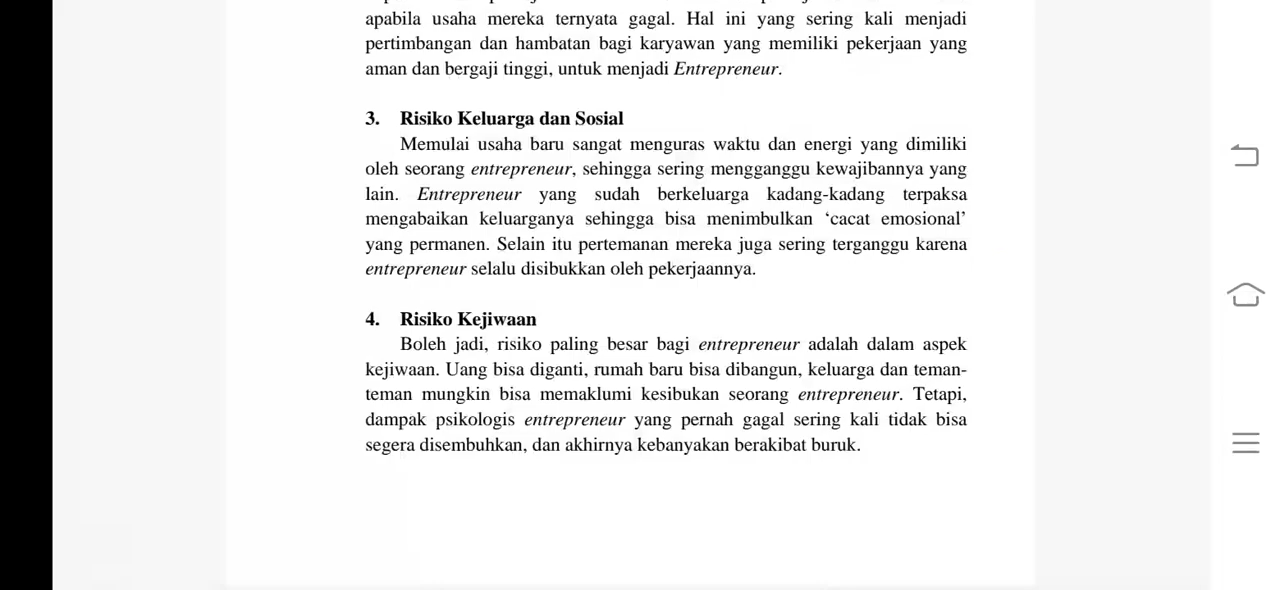 apabila usaha mereka ternyata gagal. Hal ini yang sering kali menjadi
pertimbangan dan hambatan bagi karyawan yang memiliki pekerjaan yang
aman dan bergaji tinggi, untuk menjadi Entrepreneur.
3. Risiko Keluarga dan Sosial
Memulai usaha baru sangat menguras waktu dan energi yang dimiliki
oleh seorang entrepreneur, sehingga sering mengganggu kewajibannya yang
lain. Entrepreneur yang sudah berkeluarga kadang-kadang terpaksa
mengabaikan keluarganya sehingga bisa menimbulkan ‘cacat emosional’
yang permanen. Selain itu pertemanan mereka juga sering terganggu karena
entrepreneur selalu disibukkan oleh pekerjaannya.
4. Risiko Kejiwaan
Boleh jadi, risiko paling besar bagi entrepreneur adalah dalam aspek
kejiwaan. Uang bisa diganti, rumah baru bisa dibangun, keluarga dan teman-
teman mungkin bisa memaklumi kesibukan seorang entrepreneur. Tetapi,
dampak psikologis entrepreneur yang pernah gagal sering kali tidak bisa
segera disembuhkan, dan akhirnya kebanyakan berakibat buruk.